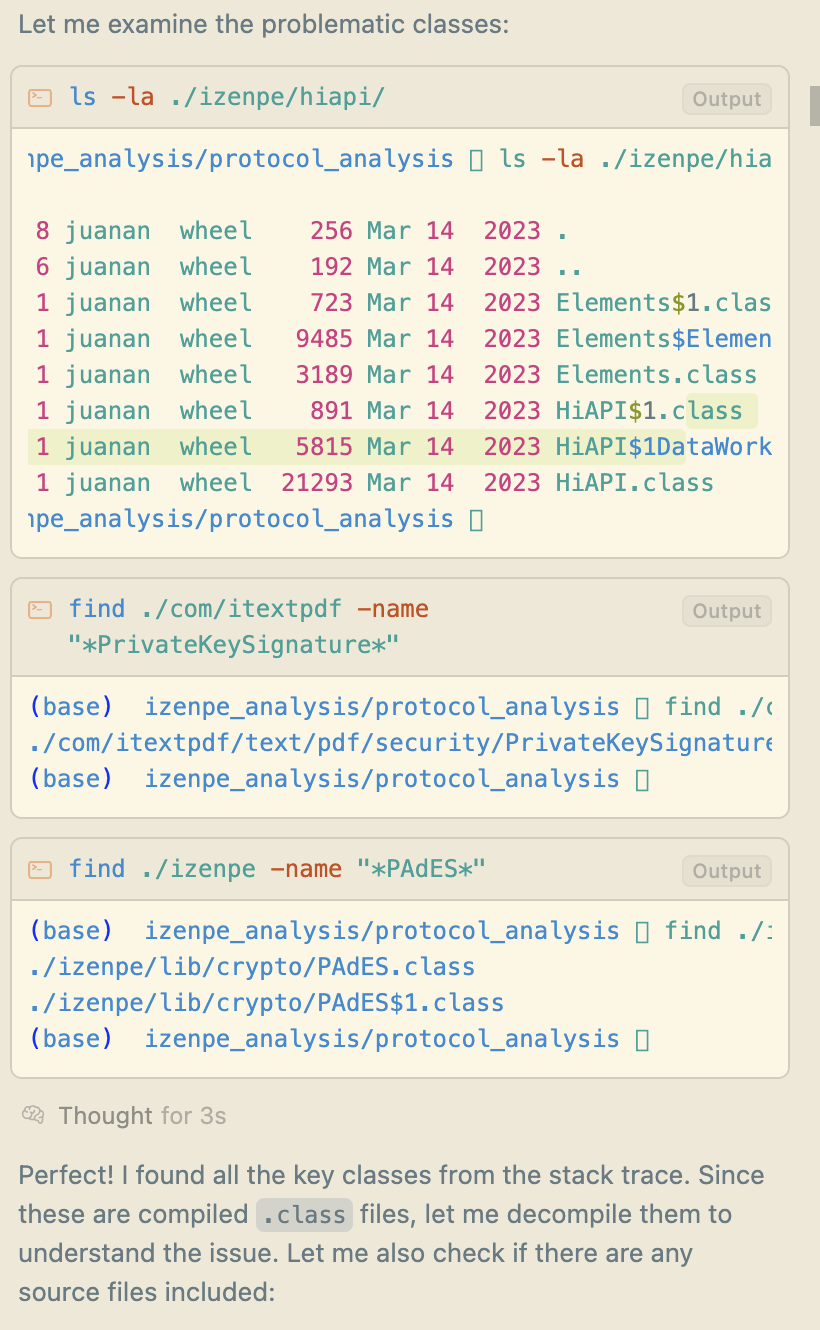 Let me examine the problematic classes:
ls -la ./izenpe/hiapi/
Output
npe_analysis/protocol_analysis ▯ ls -la ./izenpe/hia
8 juanan  wheel    256 Mar 14  2023 .
6 juanan  wheel    192 Mar 14  2023 ..
1 juanan  wheel    723 Mar 14  2023 Elements$1.clas
1 juanan  wheel   9485 Mar 14  2023 Elements$Elemen
1 juanan  wheel   3189 Mar 14  2023 Elements.class
1 juanan  wheel    891 Mar 14  2023 HiAPI$1.class
1 juanan  wheel   5815 Mar 14  2023 HiAPI$1DataWork
1 juanan  wheel  21293 Mar 14  2023 HiAPI.class
npe_analysis/protocol_analysis ▯
find ./com/itextpdf -name
"*PrivateKeySignature*"
Output
(base)  izenpe_analysis/protocol_analysis ▯ find ./c
./com/itextpdf/text/pdf/security/PrivateKeySignature
(base)  izenpe_analysis/protocol_analysis ▯
find ./izenpe -name "*PAdES*"
Output
(base)  izenpe_analysis/protocol_analysis ▯ find ./i
./izenpe/lib/crypto/PAdES.class
./izenpe/lib/crypto/PAdES$1.class
(base)  izenpe_analysis/protocol_analysis ▯
Thought for 3s
Perfect! I found all the key classes from the stack trace. Since
these are compiled .class files, let me decompile them to
understand the issue. Let me also check if there are any
source files included: